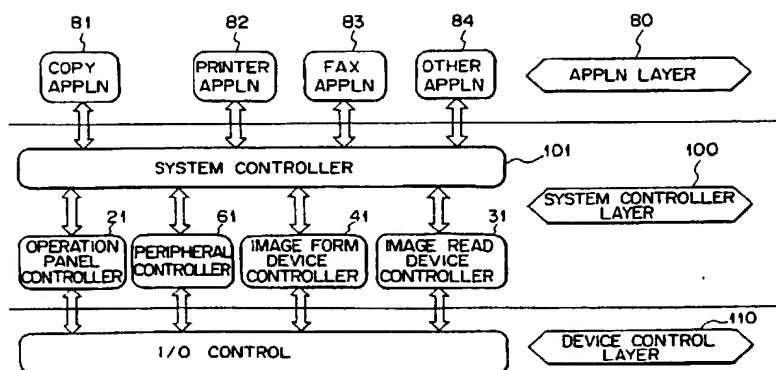 81
82
83
84
80
COPY
APPLN
PRINTER
APPLN
FAX
APPLN
OTHER
APPLN
APPLN LAYER
SYSTEM CONTROLLER
101
100
SYSTEM CONTROLLER
LAYER
21
61
41
31
OPERATION
PANEL
CONTROLLER
PERIPHERAL
CONTROLLER
IMAGE FORM
DEVICE
CONTROLLER
IMAGE READ
DEVICE
CONTROLLER
110
I/O CONTROL
DEVICE CONTROL
LAYER